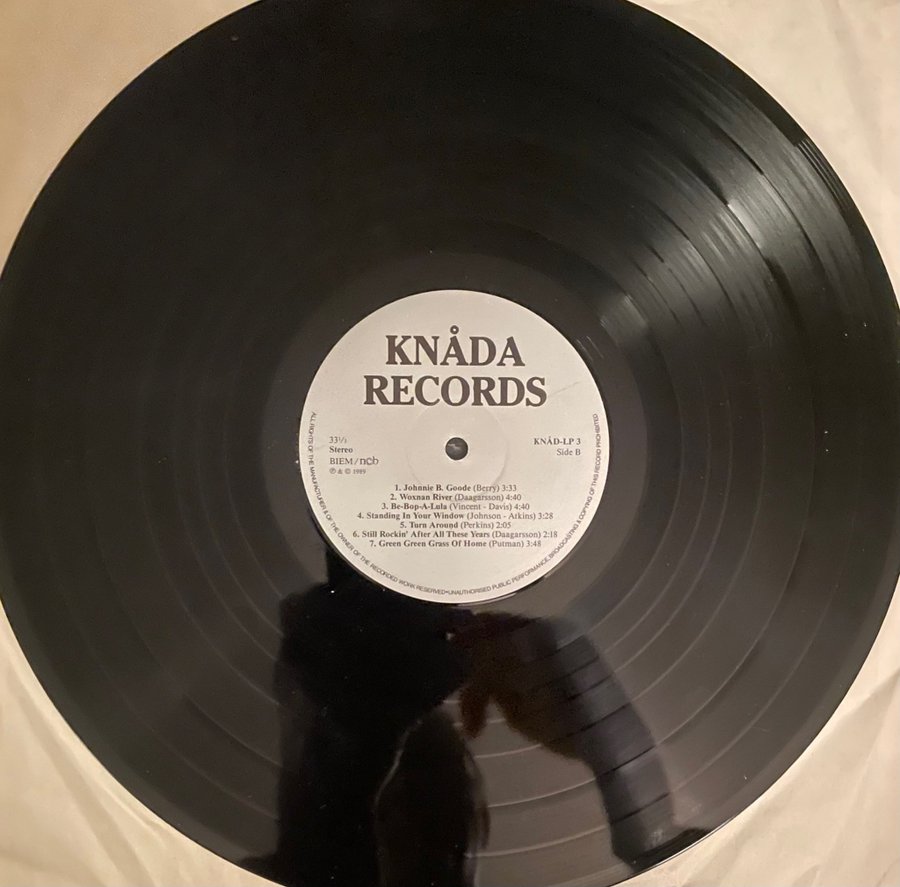 KNÅDA
RECORDS
33⅓
Stereo
BIEM/ncb
℗ & © 1989
KNÅD-LP 3
Side B
1. Johnnie B. Goode (Berry) 3:33
2. Woxnan River (Daagarsson) 4:40
3. Be-Bop-A-Lula (Vincent - Davis) 4:40
4. Standing In Your Window (Johnson - Atkins) 3:28
5. Turn Around (Perkins) 2:05
6. Still Rockin' After All These Years (Daagarsson) 2:18
7. Green Green Grass Of Home (Putman) 3:48
ALL RIGHTS OF THE MANUFACTURER & OF THE OWNER OF THE RECORDED WORK RESERVED•UNAUTHORISED PUBLIC PERFORMANCE, BROADCASTING & COPYING OF THIS RECORD PROHIBITED